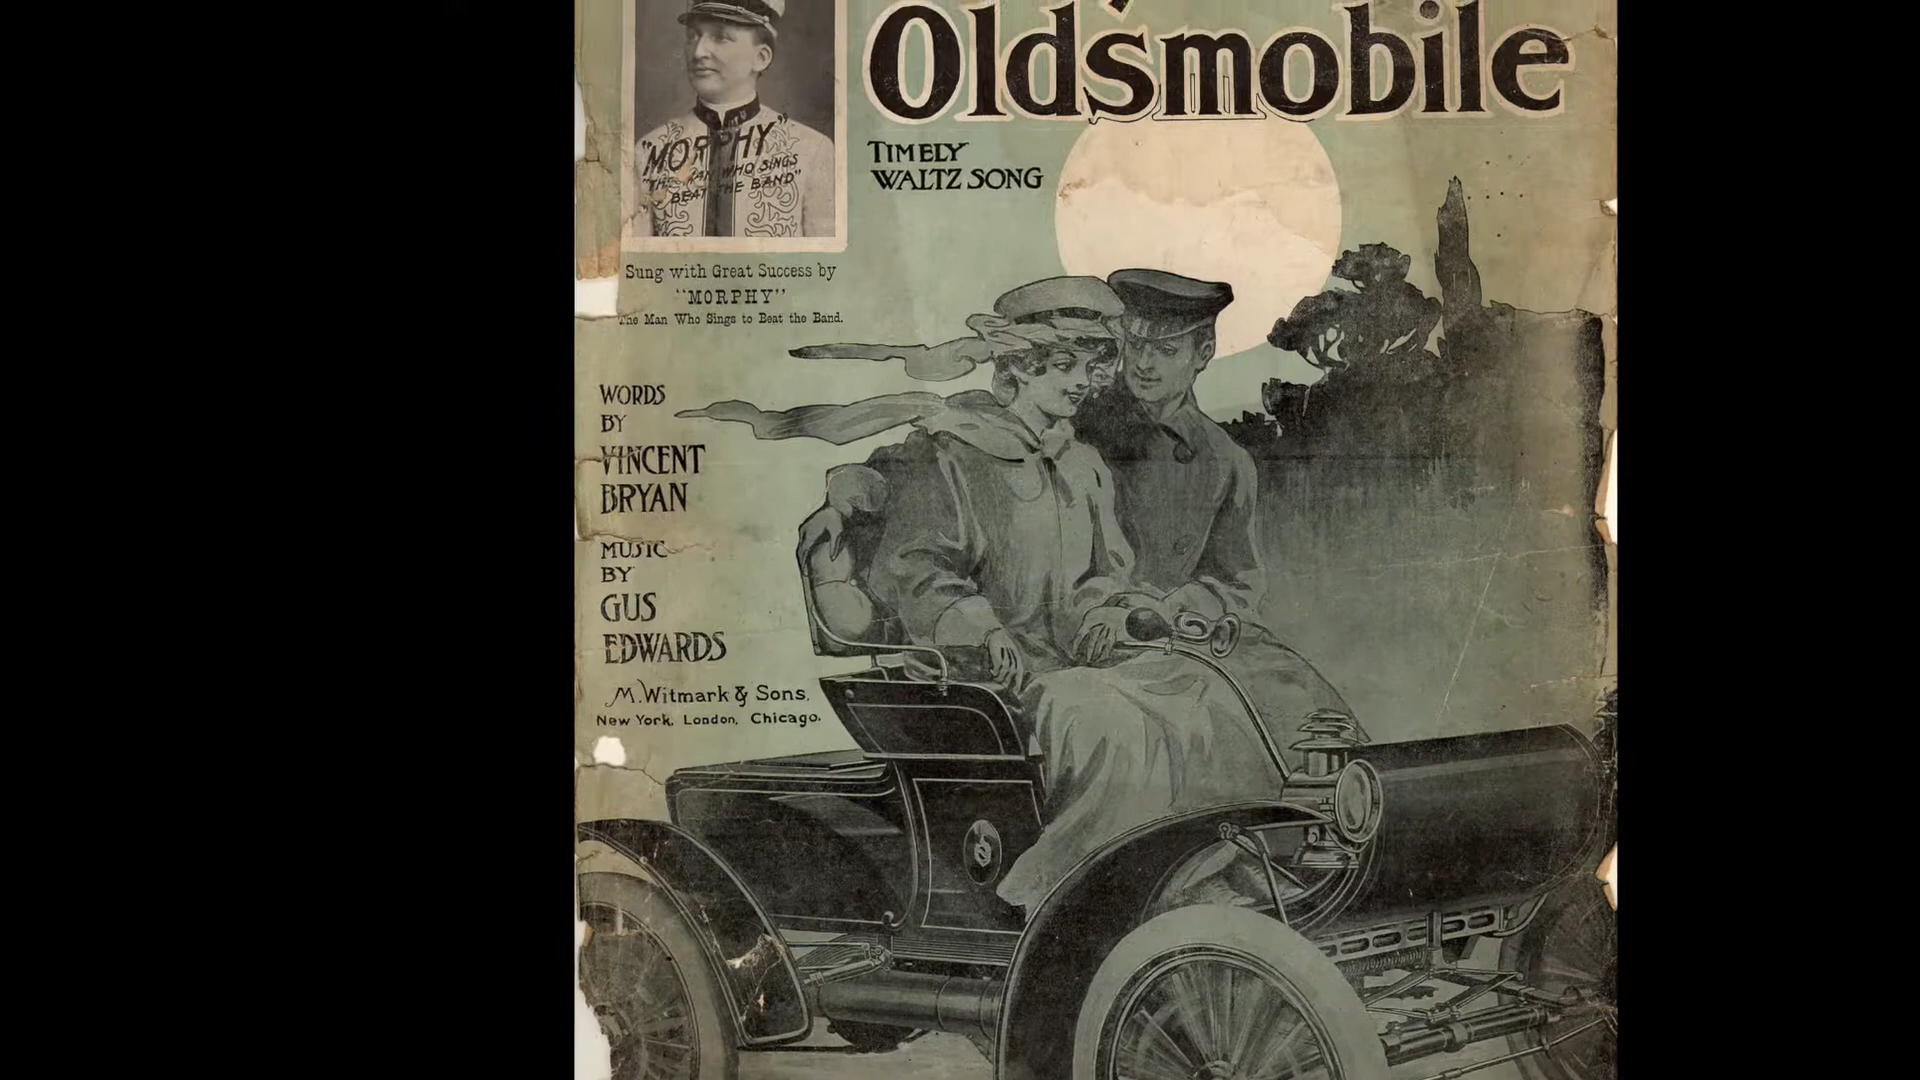 Oldsmobile
TIMELY
WALTZ SONG
"MORPHY"
"THE MAN WHO SINGS
BEAT THE BAND"
Sung with Great Success by
"MORPHY"
The Man Who Sings to Beat the Band.
WORDS
BY
VINCENT
BRYAN
MUSIC
BY
GUS
EDWARDS
M. Witmark & Sons,
New York, London, Chicago.